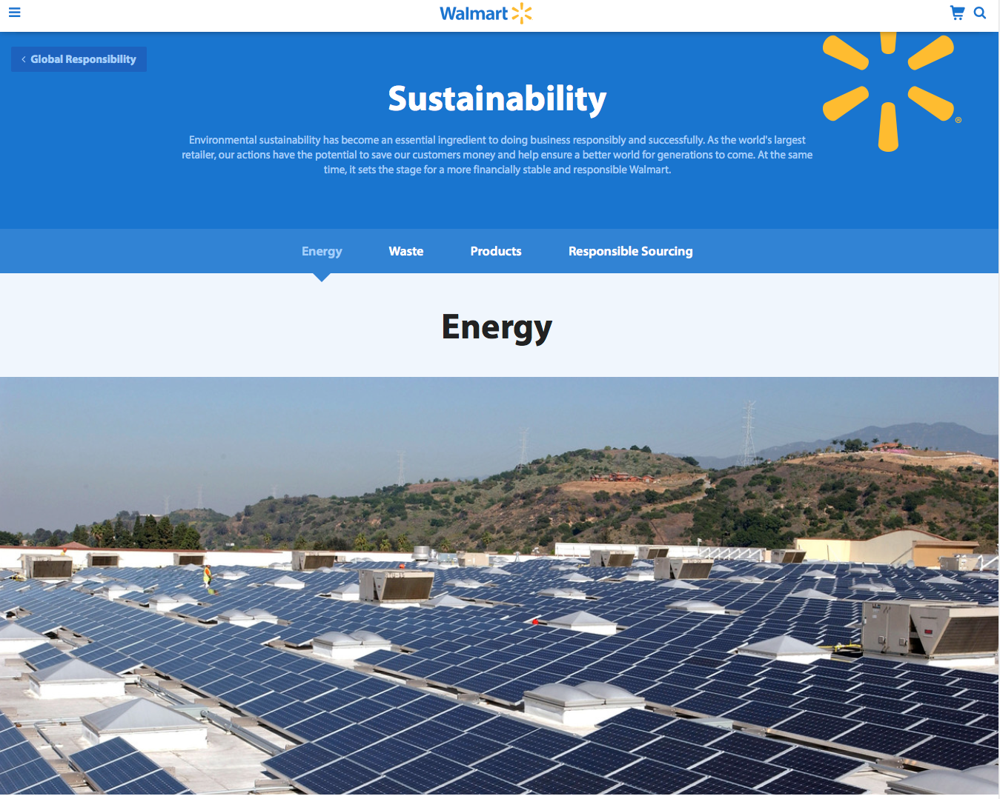 Walmart
Global Responsibility
Sustainability
Environmental sustainability has become an essential ingredient to doing business responsibly and successfully. As the world's largest
retailer, our actions have the potential to save our customers money and help ensure a better world for generations to come. At the same
time, it sets the stage for a more financially stable and responsible Walmart.
®
Energy
Waste
Products
Responsible Sourcing
Energy